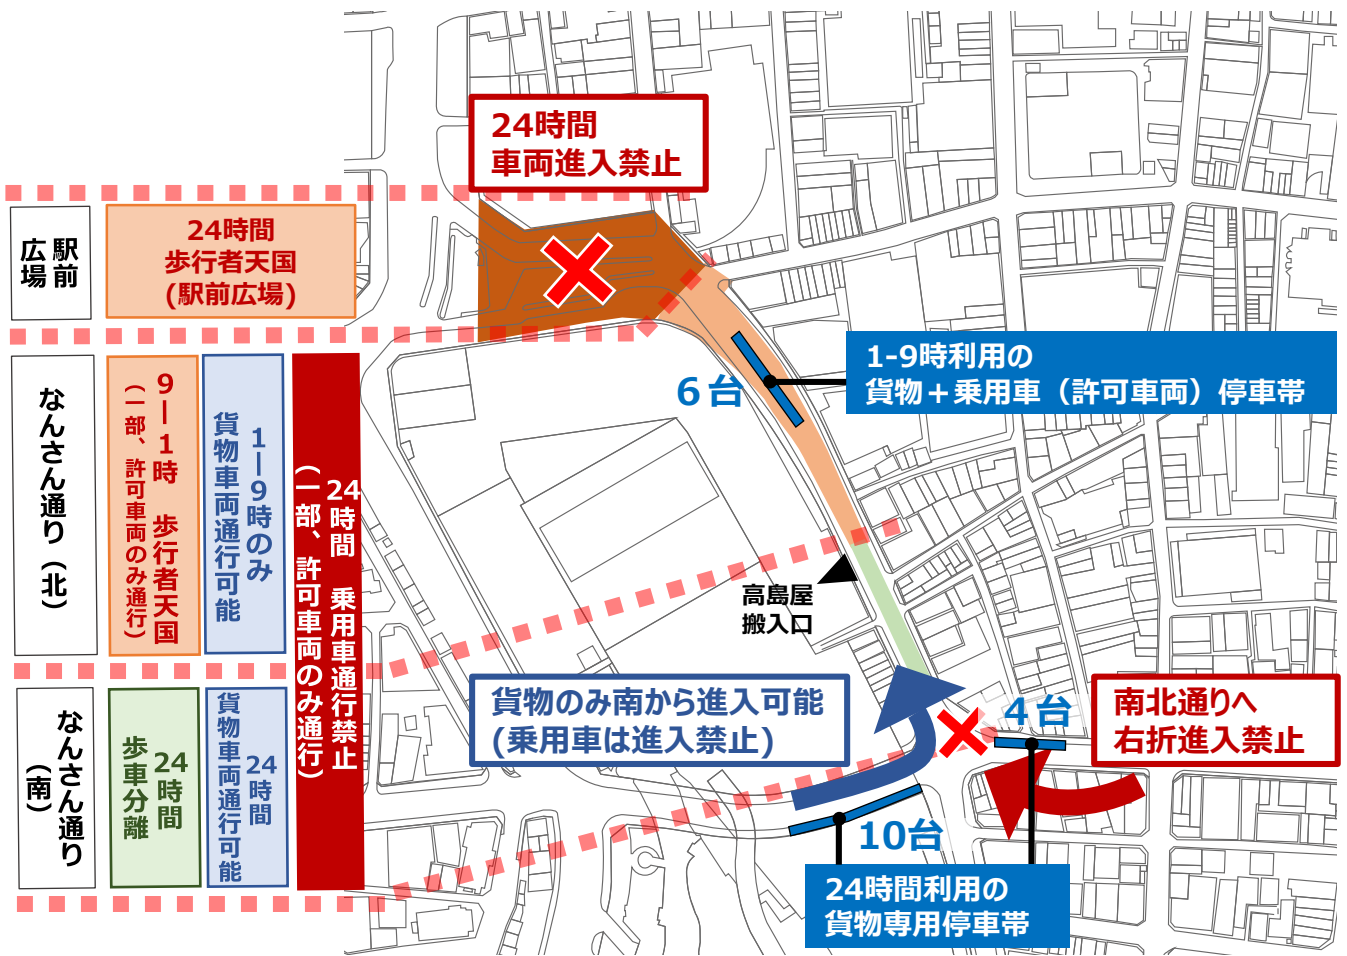 24時間
車両進入禁止
駅前
広場
24時間
歩行者天国
(駅前広場)
1-9時利用の
貨物＋乗用車（許可車両）停車帯
6台
なんさん通り（北）
9ー1時　歩行者天国
（一部、許可車両のみ通行）
1ー9時のみ
貨物車両通行可能
24時間　乗用車通行禁止
（一部、許可車両のみ通行）
高島屋
搬入口
貨物のみ南から進入可能
(乗用車は進入禁止)
4台
南北通りへ
右折進入禁止
なんさん通り
（南）
24時間
歩車分離
24時間
貨物車両通行可能
10台
24時間利用の
貨物専用停車帯